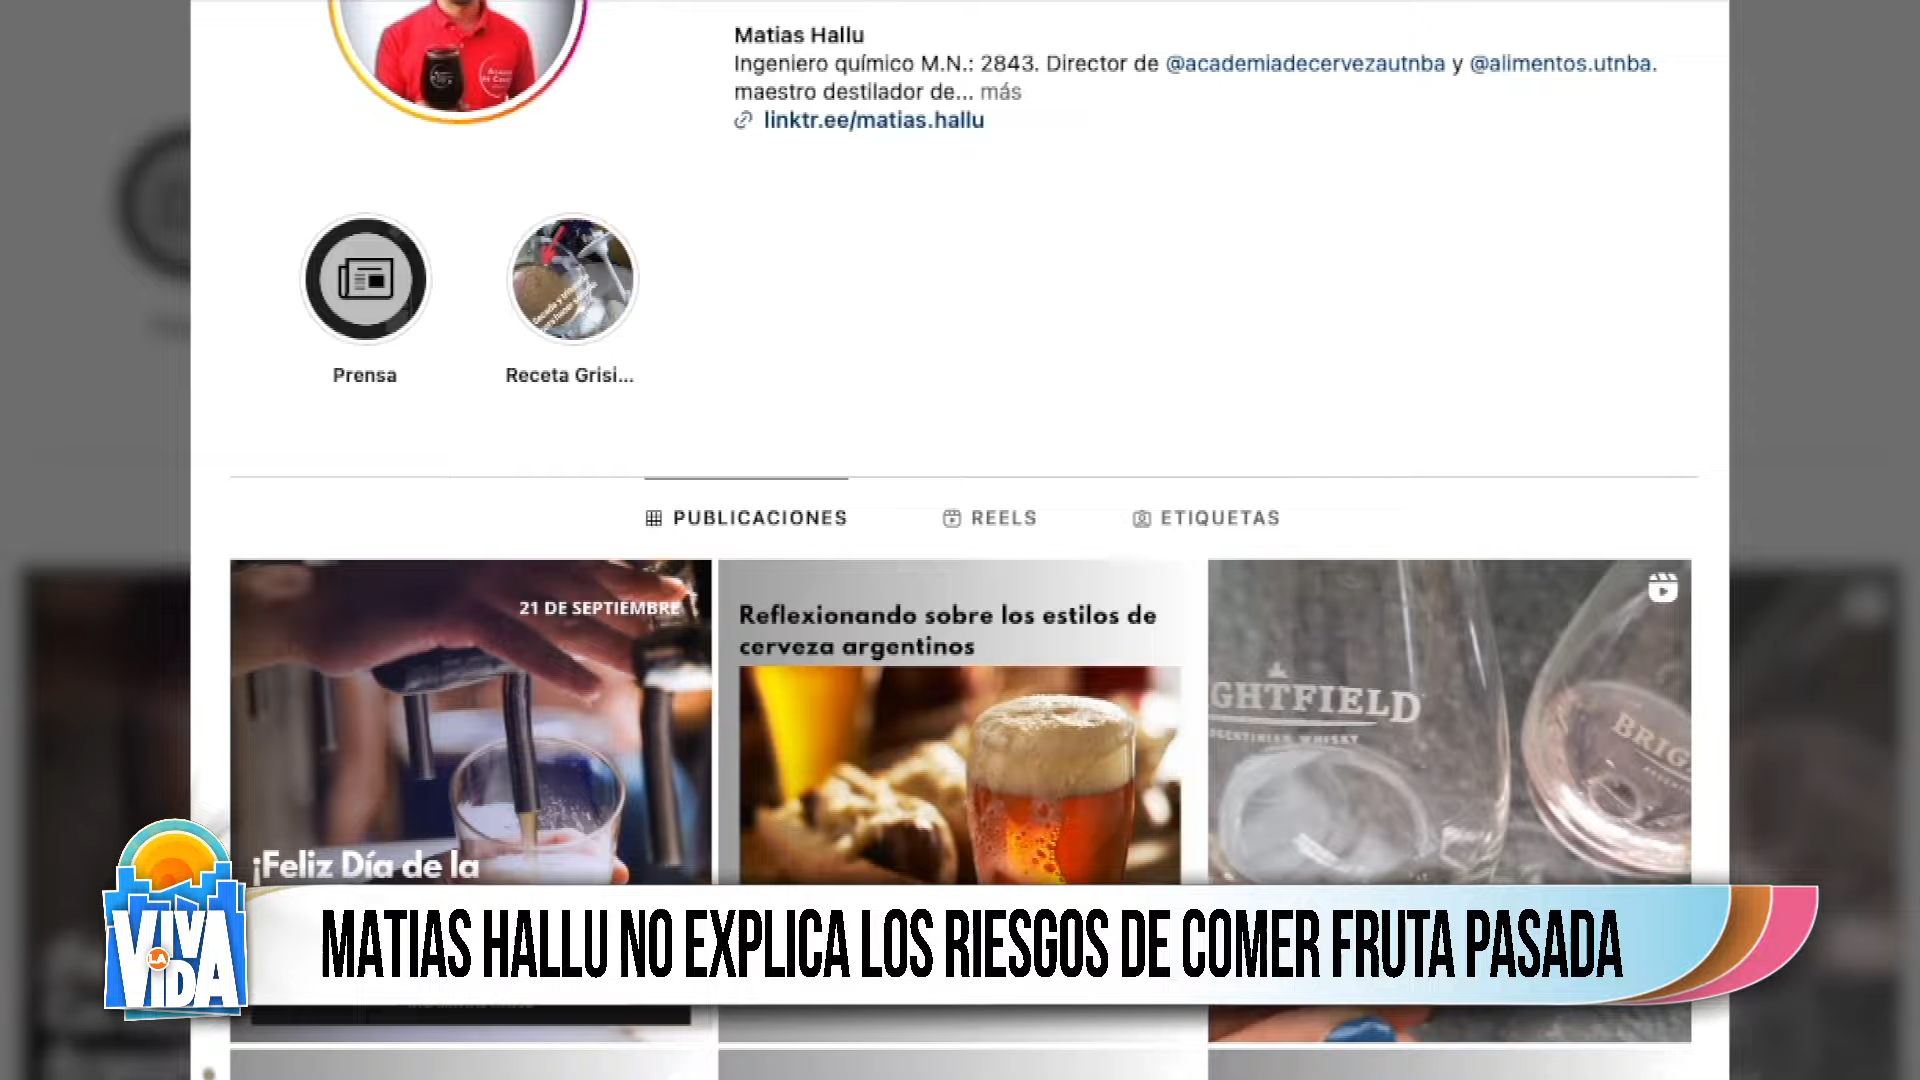 Matias Hallu
Ingeniero químico M.N.: 2843. Director de @academiadecervezautnba y @alimentos.utnba.
maestro destilador de... más
linktr.ee/matias.hallu
Prensa
Receta Grisi...
PUBLICACIONES
REELS
ETIQUETAS
21 DE SEPTIEMBRE
¡Feliz Día de la
Reflexionando sobre los estilos de
cerveza argentinos
GHTFIELD
BRIG
VIVA
LA
VIDA
MATIAS HALLU NO EXPLICA LOS RIESGOS DE COMER FRUTA PASADA